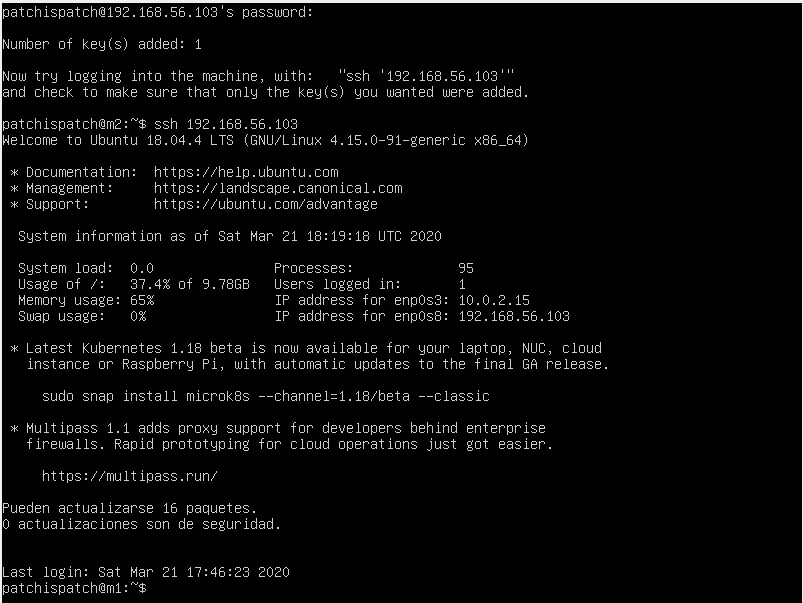 patchispatch@192.168.56.103's password:
Number of key(s) added: 1
Now try logging into the machine, with:   "ssh '192.168.56.103'"
and check to make sure that only the key(s) you wanted were added.
patchispatch@m2:~$ ssh 192.168.56.103
Welcome to Ubuntu 18.04.4 LTS (GNU/Linux 4.15.0-91-generic x86_64)
* Documentation:  https://help.ubuntu.com
* Management:     https://landscape.canonical.com
* Support:        https://ubuntu.com/advantage
System information as of Sat Mar 21 18:19:18 UTC 2020
System load:  0.0               Processes:             95
Usage of /:   37.4% of 9.78GB   Users logged in:       1
Memory usage: 65%               IP address for enp0s3: 10.0.2.15
Swap usage:   0%                IP address for enp0s8: 192.168.56.103
* Latest Kubernetes 1.18 beta is now available for your laptop, NUC, cloud
instance or Raspberry Pi, with automatic updates to the final GA release.
sudo snap install microk8s --channel=1.18/beta --classic
* Multipass 1.1 adds proxy support for developers behind enterprise
firewalls. Rapid prototyping for cloud operations just got easier.
https://multipass.run/
Pueden actualizarse 16 paquetes.
0 actualizaciones son de seguridad.
Last login: Sat Mar 21 17:46:23 2020
patchispatch@m1:~$